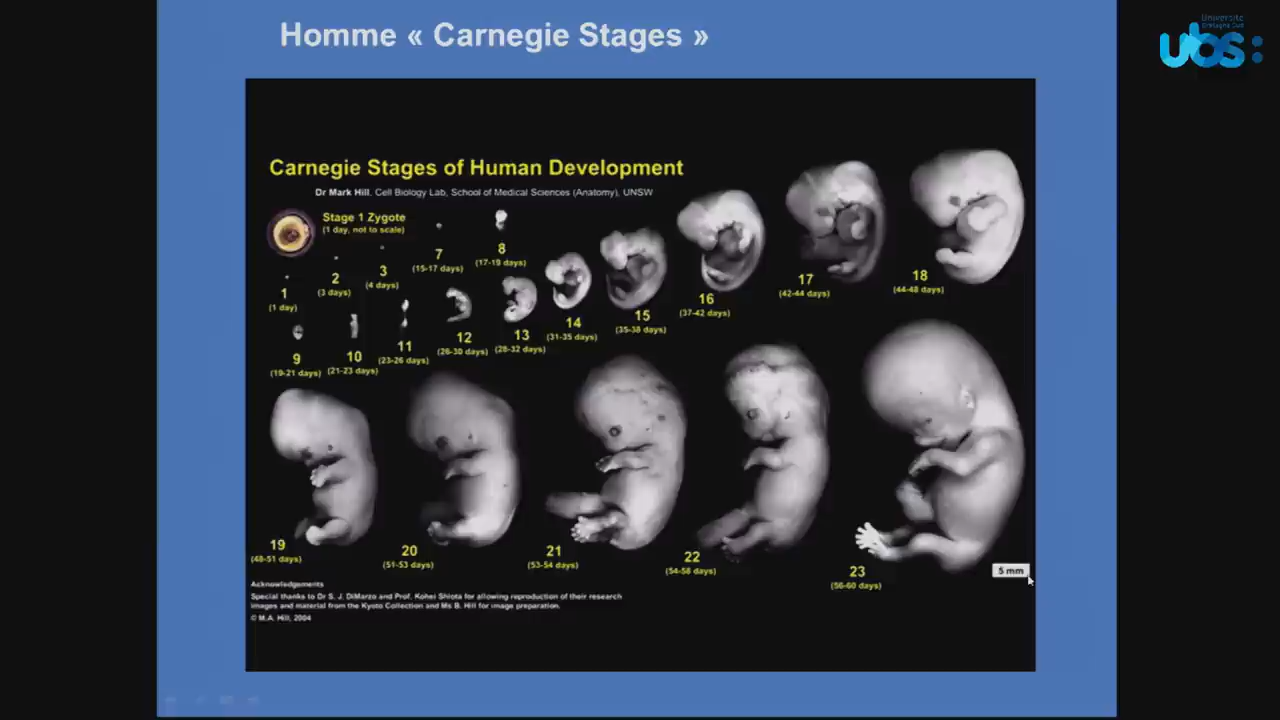 Homme « Carnegie Stages »
Université
Bretagne Sud
ubs:
Carnegie Stages of Human Development
Dr Mark Hill, Cell Biology Lab, School of Medical Sciences (Anatomy), UNSW
Stage 1 Zygote
(1 day, not to scale)
1
(1 day)
2
(3 days)
3
(4 days)
7
(15-17 days)
8
(17-19 days)
9
(19-21 days)
10
(21-23 days)
11
(23-26 days)
12
(26-30 days)
13
(28-32 days)
14
(31-35 days)
15
(35-38 days)
16
(37-42 days)
17
(42-44 days)
18
(44-48 days)
19
(48-51 days)
20
(51-53 days)
21
(53-54 days)
22
(54-58 days)
23
(56-60 days)
5 mm
Acknowledgements
Special thanks to Dr S. J. DiMarzo and Prof. Kohei Shiota for allowing reproduction of their research
images and material from the Kyoto Collection and Ms B. Hill for image preparation.
© M.A. Hill, 2004